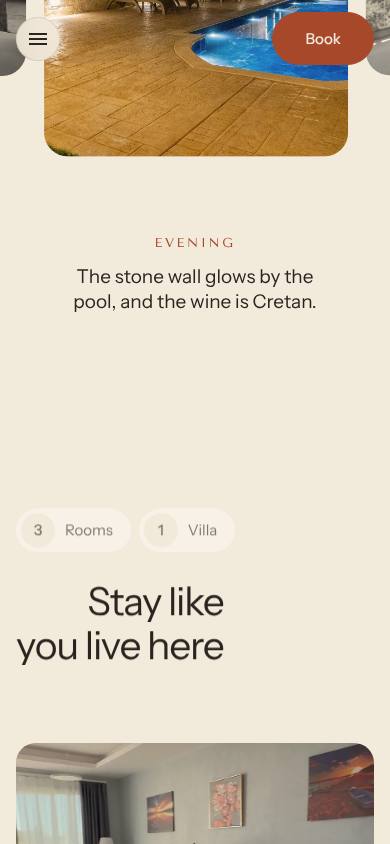 Book
EVENING
The stone wall glows by the
pool, and the wine is Cretan.
3 Rooms 1 Villa
Stay like
you live here